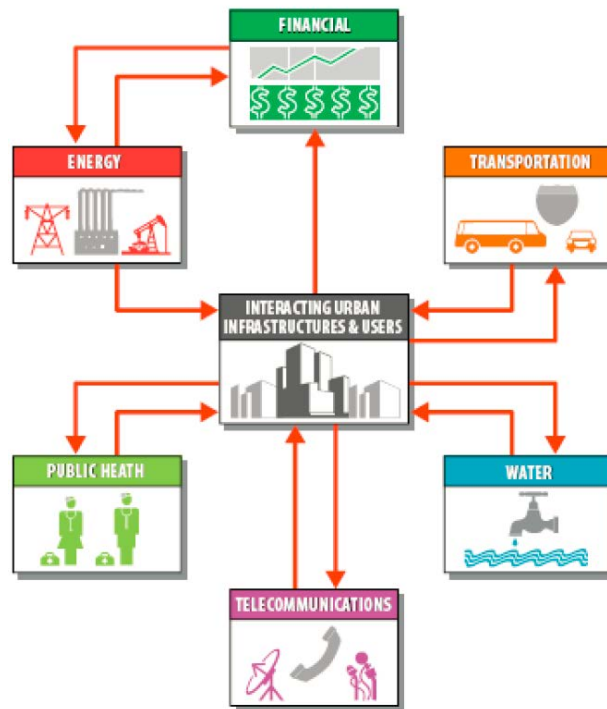 FINANCIAL
$ $ $ $ $
ENERGY
TRANSPORTATION
INTERACTING URBAN
INFRASTRUCTURES & USERS
PUBLIC HEATH
WATER
TELECOMMUNICATIONS